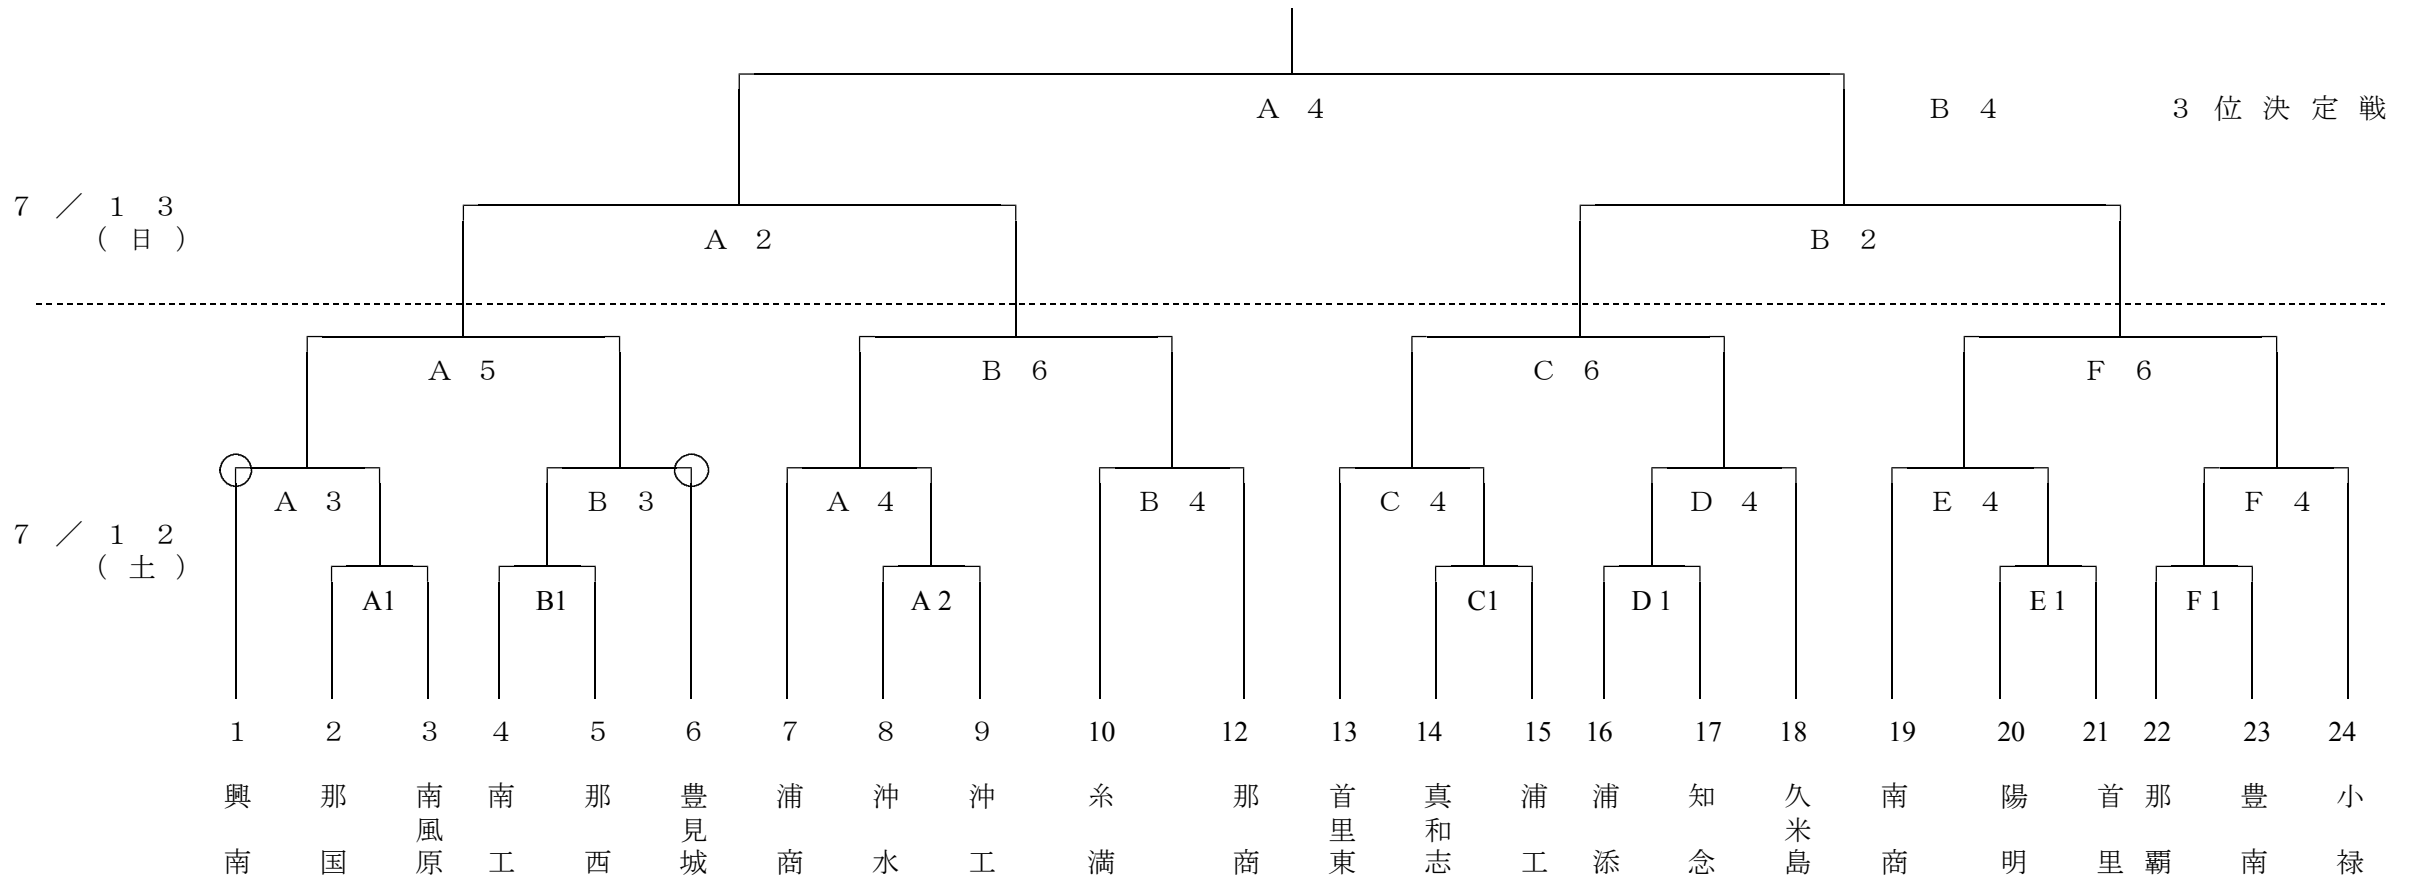 Ａ ４
Ｂ ４ ３位決定戦
７／１３
（日）
Ａ ２
Ｂ ２
Ａ ５
Ｂ ６
Ｃ ６
Ｆ ６
Ａ ３
Ｂ ３
Ａ ４
Ｂ ４
Ｃ ４
Ｄ ４
Ｅ ４
Ｆ ４
７／１２
（土）
A1
B1
A 2
C1
D 1
E 1
F 1
１
２
３
４
５
６
７
８
９
10
12
13
14
15
16
17
18
19
20
21
22
23
24
興南
那国
南風原
南工
那西
豊見城
浦商
沖水
沖工
糸満
那商
首里東
真和志
浦工
浦添
知念
久米島
南商
陽明
首里
那覇
豊南
小禄